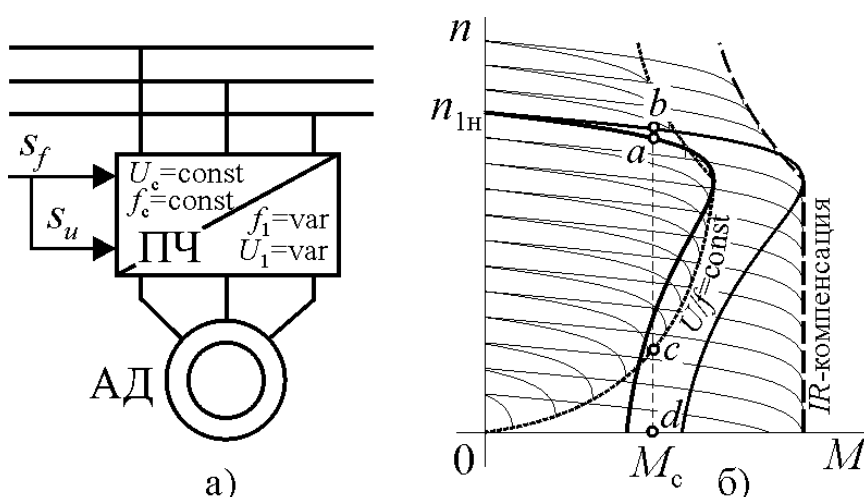 s_f
s_u
U_c=const
f_c=const
f_1=var
U_1=var
ПЧ
АД
а)
n
n_1н
b
a
U/f=const
c
d
IR-компенсация
0
M_c
M
б)